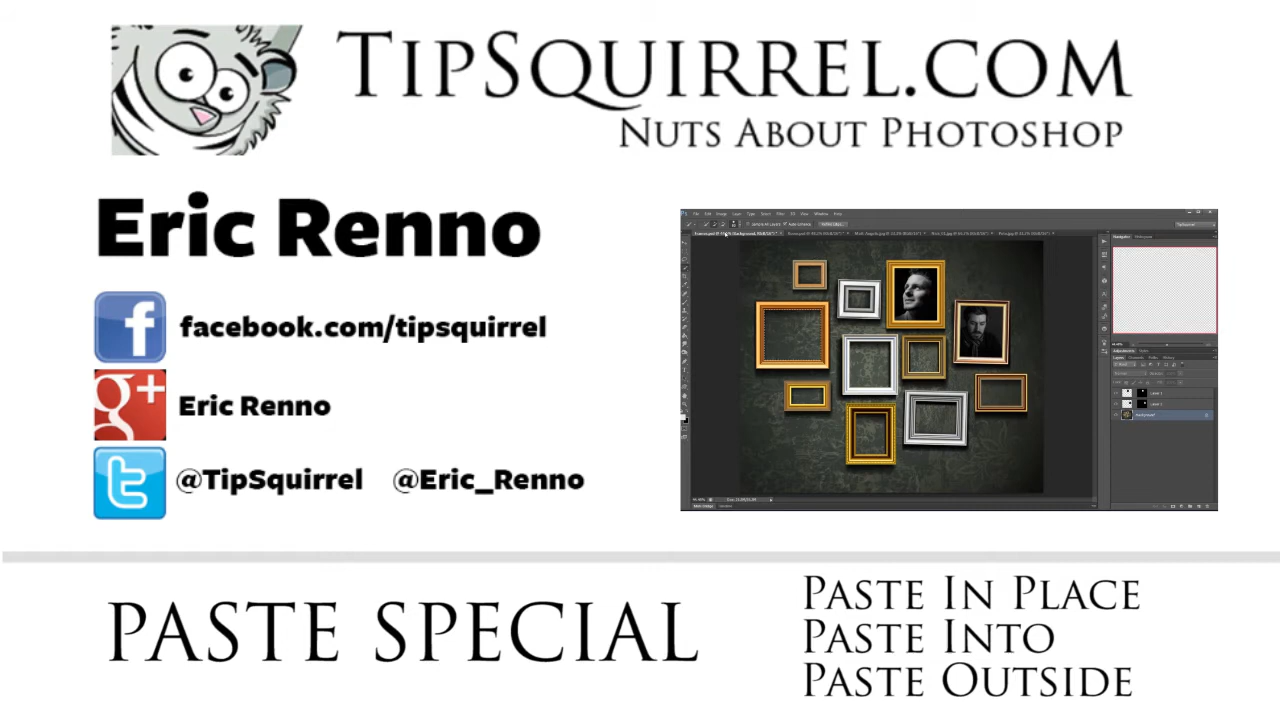 TipSquirrel.com
Nuts About Photoshop
Eric Renno
facebook.com/tipsquirrel
Eric Renno
@TipSquirrel @Eric_Renno
Paste Special
Paste In Place
Paste Into
Paste Outside